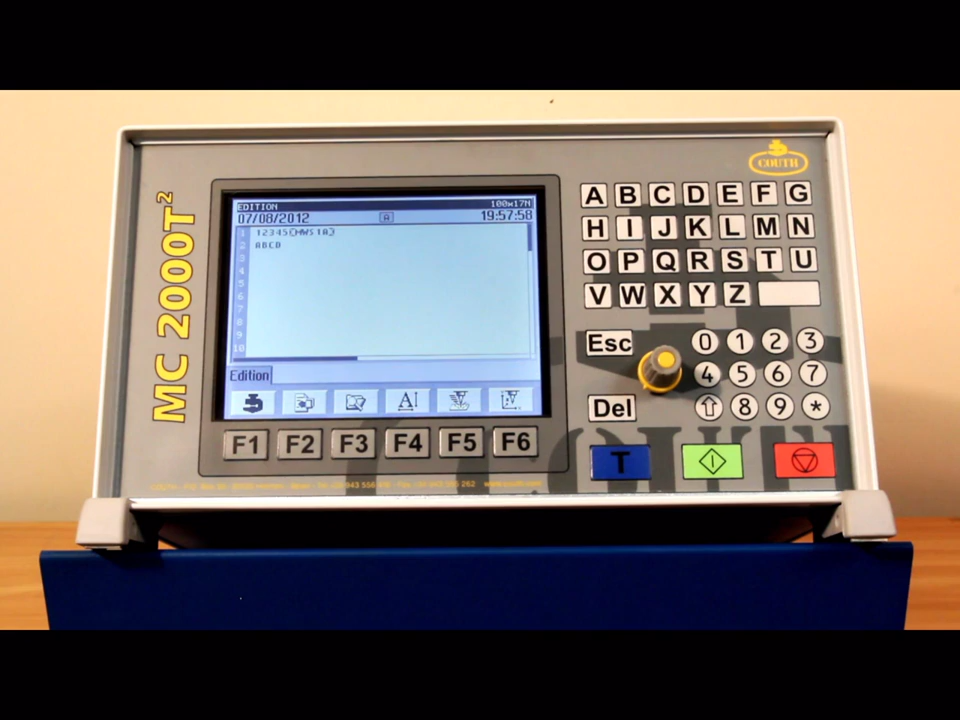 COUTH
MC 2000T²
EDITION 100x17N
07/08/2012 A 19:57:58
1 12345
2 ABCD
3
4
5
6
7
8
9
10
Edition
F1 F2 F3 F4 F5 F6
A B C D E F G
H I J K L M N
O P Q R S T U
V W X Y Z
Esc 0 1 2 3
4 5 6 7
Del 8 9 *
T
COUTH